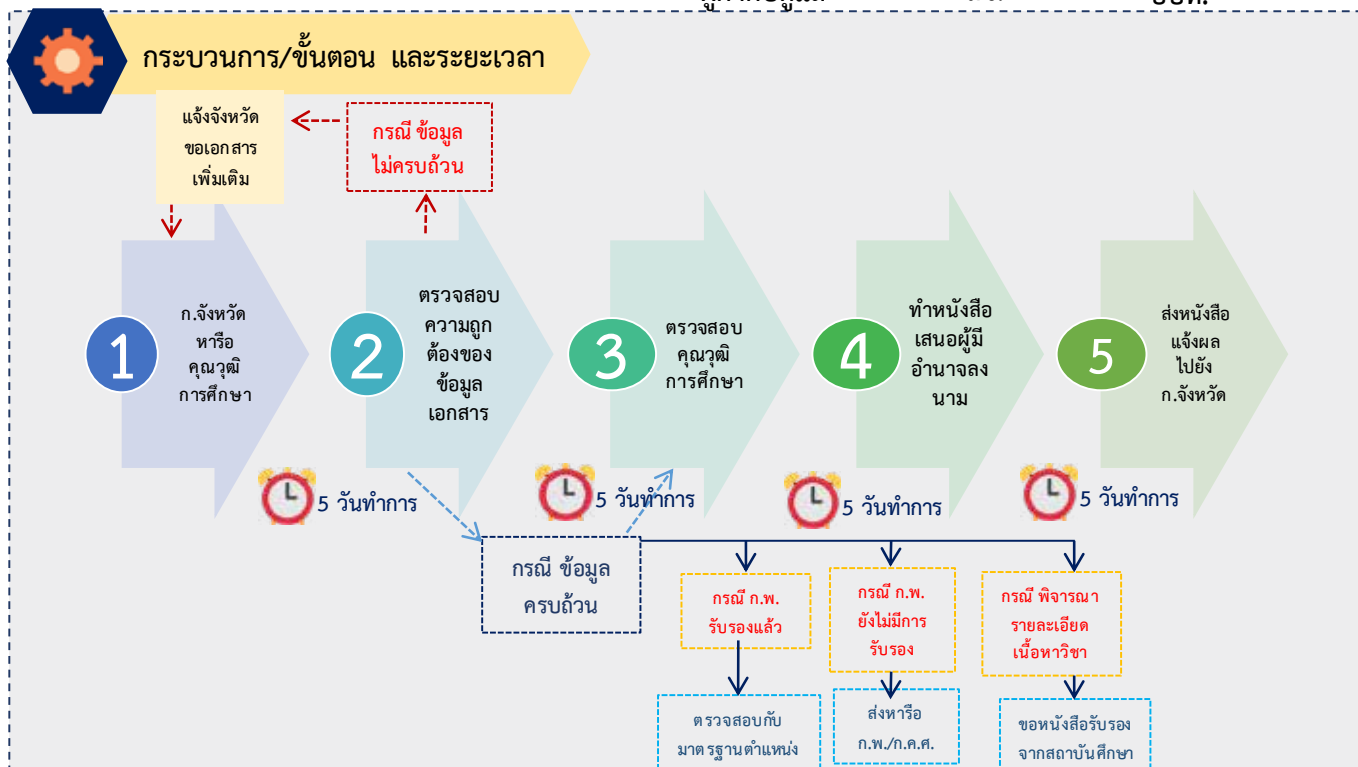 กระบวนการ/ขั้นตอน และระยะเวลา
แจ้งจังหวัด
ขอเอกสาร
เพิ่มเติม
กรณี ข้อมูล
ไม่ครบถ้วน
1
ก.จังหวัด
หารือ
คุณวุฒิ
การศึกษา
2
ตรวจสอบ
ความถูก
ต้องของ
ข้อมูล
เอกสาร
3
ตรวจสอบ
คุณวุฒิ
การศึกษา
4
ทำหนังสือ
เสนอผู้มี
อำนาจลง
นาม
5
ส่งหนังสือ
แจ้งผล
ไปยัง
ก.จังหวัด
5 วันทำการ
5 วันทำการ
5 วันทำการ
5 วันทำการ
กรณี ข้อมูล
ครบถ้วน
กรณี ก.พ.
รับรองแล้ว
กรณี ก.พ.
ยังไม่มีการ
รับรอง
กรณี พิจารณา
รายละเอียด
เนื้อหาวิชา
ตรวจสอบกับ
มาตรฐานตำแหน่ง
ส่งหารือ
ก.พ./ก.ค.ศ.
ขอหนังสือรับรอง
จากสถาบันศึกษา